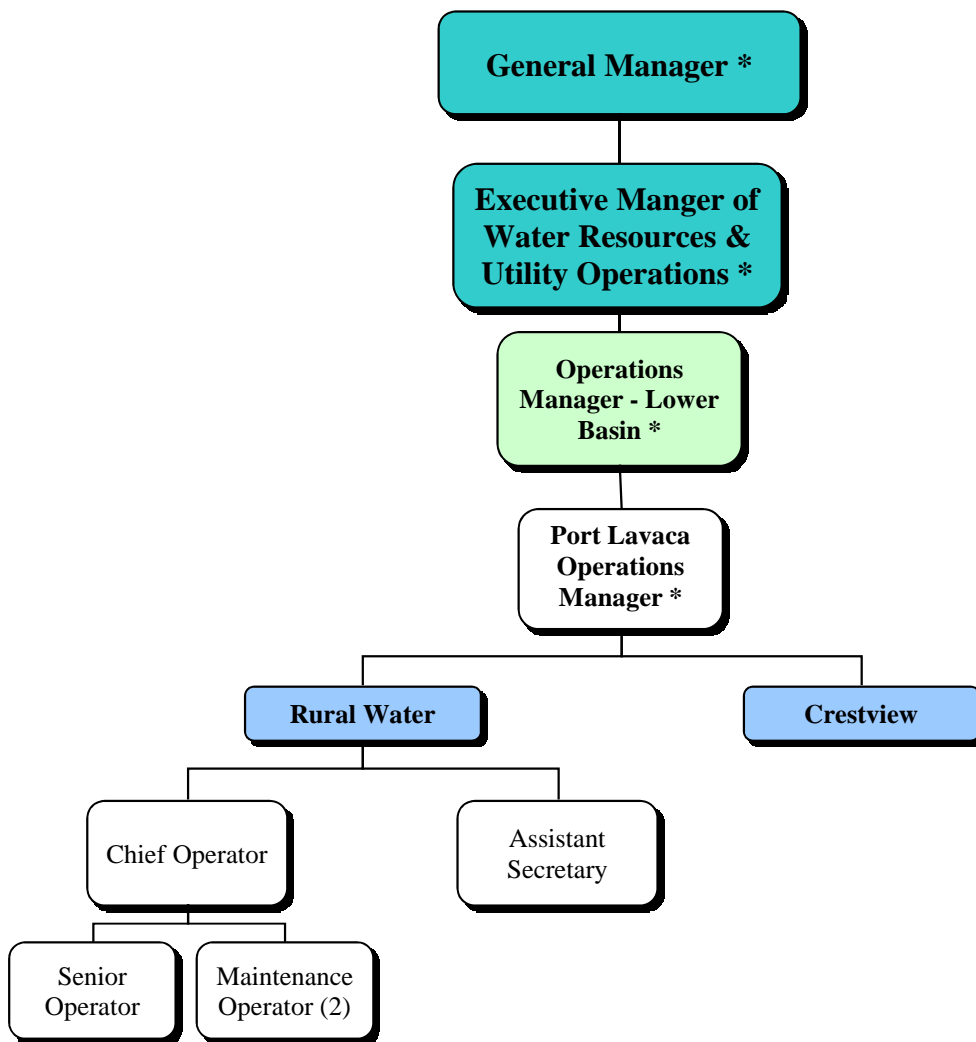 General Manager *
Executive Manger of
Water Resources &
Utility Operations *
Operations
Manager - Lower
Basin *
Port Lavaca
Operations
Manager *
Rural Water
Crestview
Chief Operator
Assistant
Secretary
Senior
Operator
Maintenance
Operator (2)